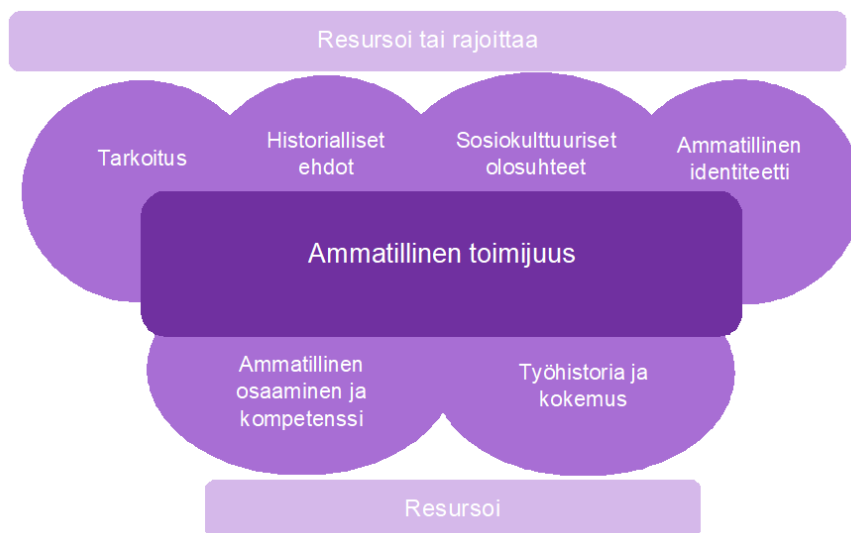 Resursoi tai rajoittaa
Tarkoitus
Historialliset
ehdot
Sosiokulttuuriset
olosuhteet
Ammatillinen
identiteetti
Ammatillinen toimijuus
Ammatillinen
osaaminen ja
kompetenssi
Työhistoria ja
kokemus
Resursoi